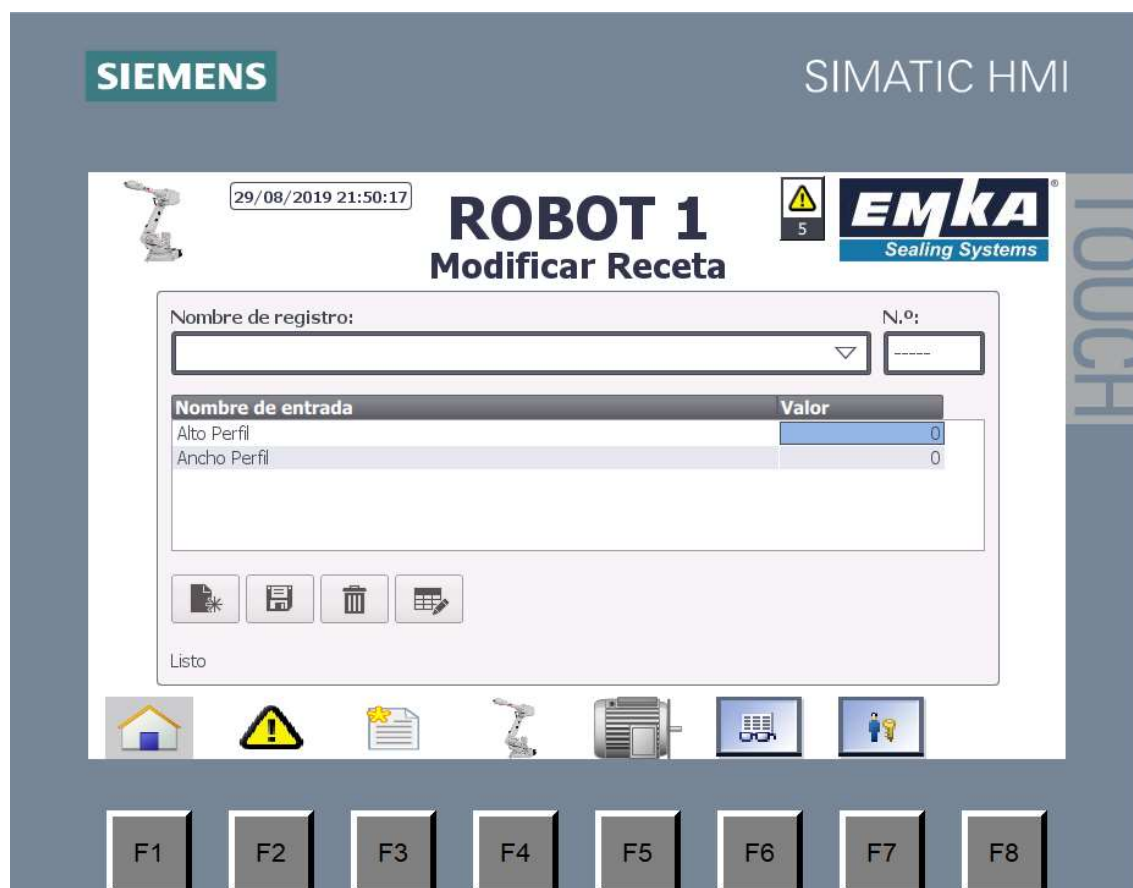 SIEMENS
SIMATIC HMI
TOUCH
29/08/2019 21:50:17
ROBOT 1
Modificar Receta
5
EMKA®
Sealing Systems
Nombre de registro:
N.º:
-----
Nombre de entrada Valor
Alto Perfil 0
Ancho Perfil 0
Listo
F1 F2 F3 F4 F5 F6 F7 F8